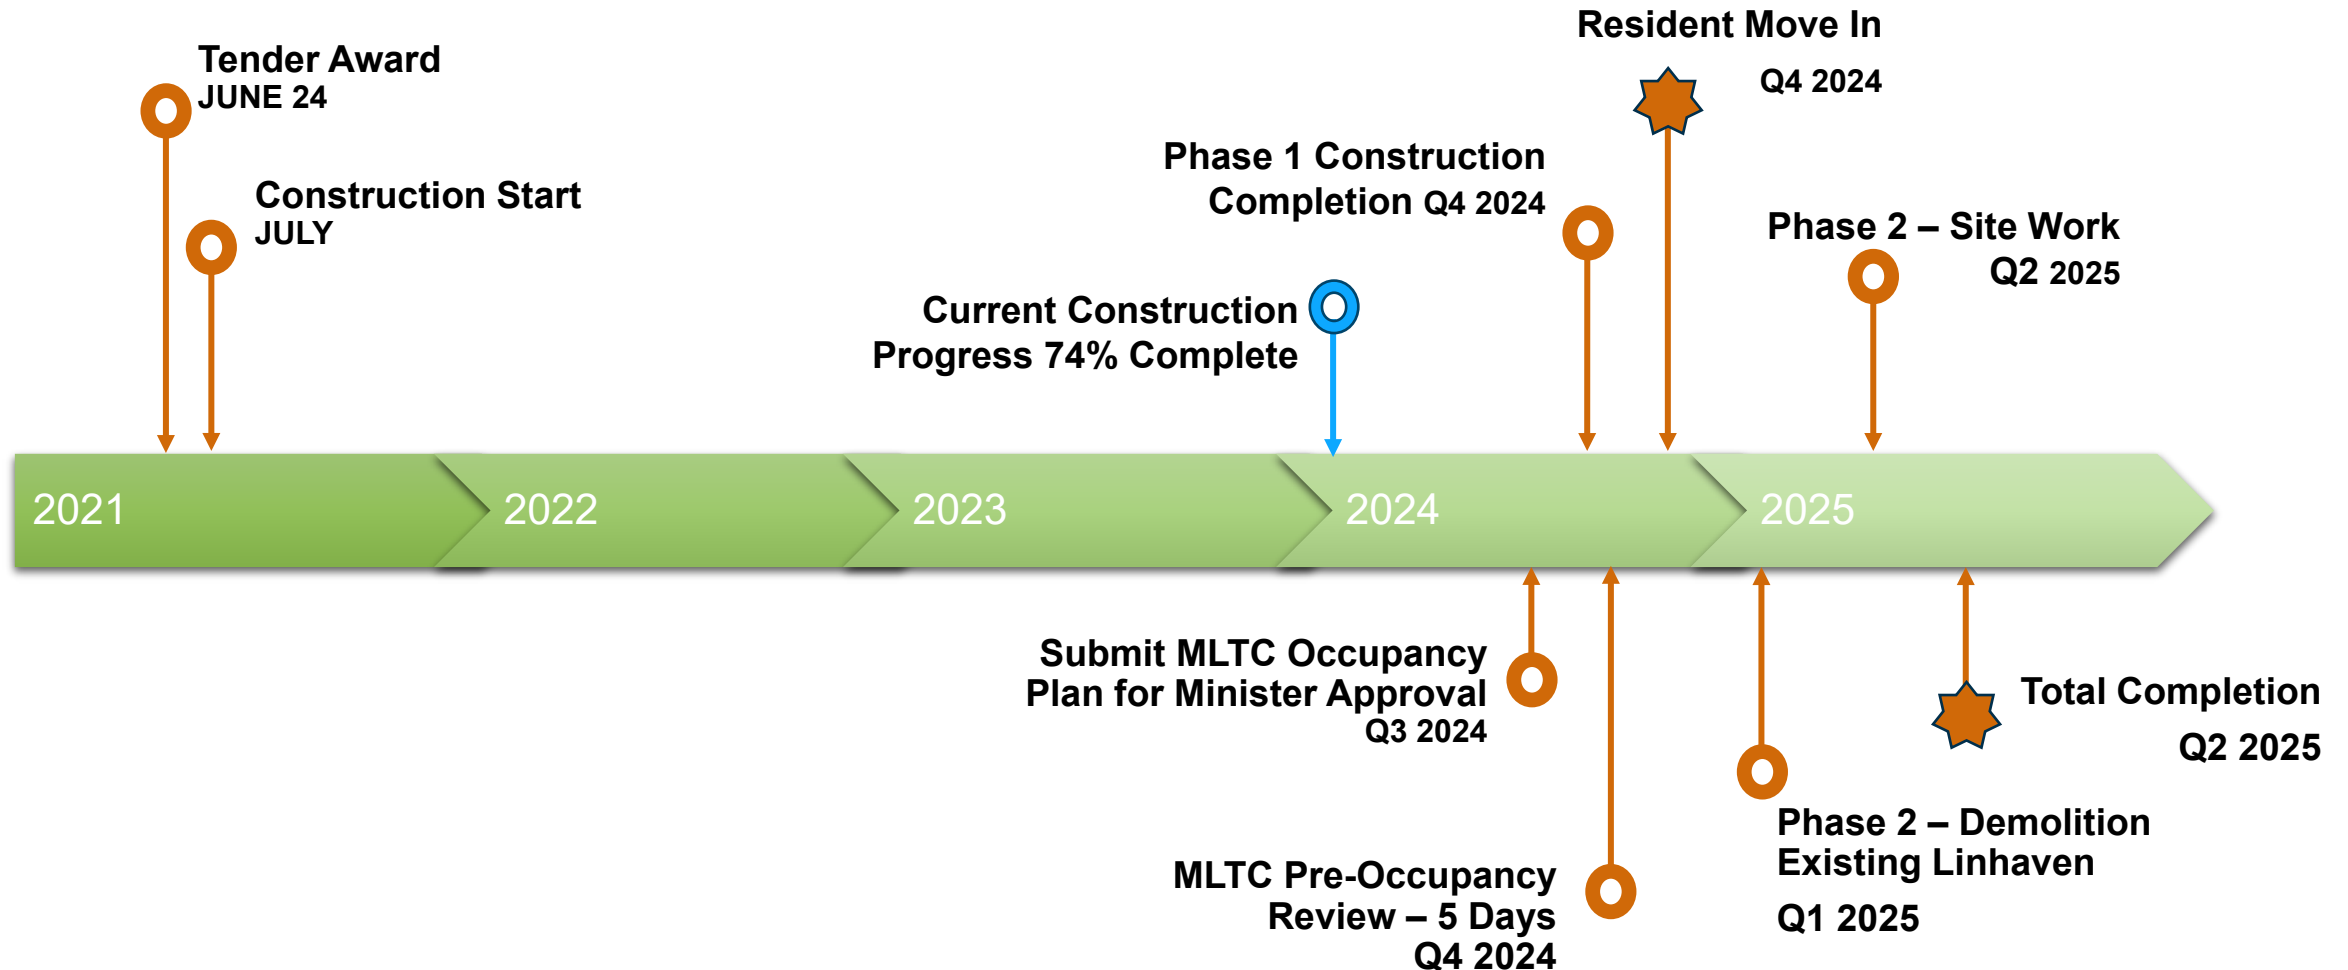 Tender Award
JUNE 24
Construction Start
JULY
Current Construction
Progress 74% Complete
Phase 1 Construction
Completion Q4 2024
Resident Move In
Q4 2024
Phase 2 – Site Work
Q2 2025
2021
2022
2023
2024
2025
Submit MLTC Occupancy
Plan for Minister Approval
Q3 2024
MLTC Pre-Occupancy
Review – 5 Days
Q4 2024
Phase 2 – Demolition
Existing Linhaven
Q1 2025
Total Completion
Q2 2025